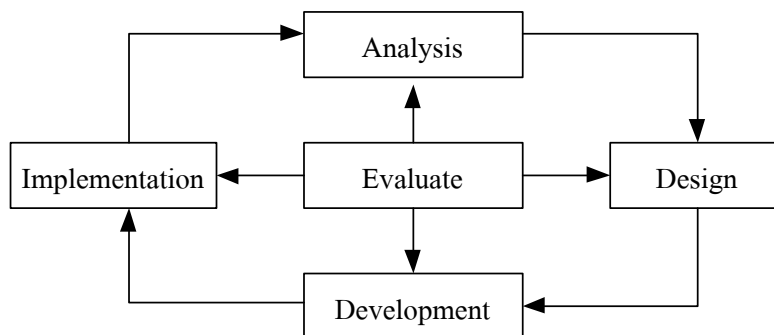 Analysis
Implementation
Evaluate
Design
Development